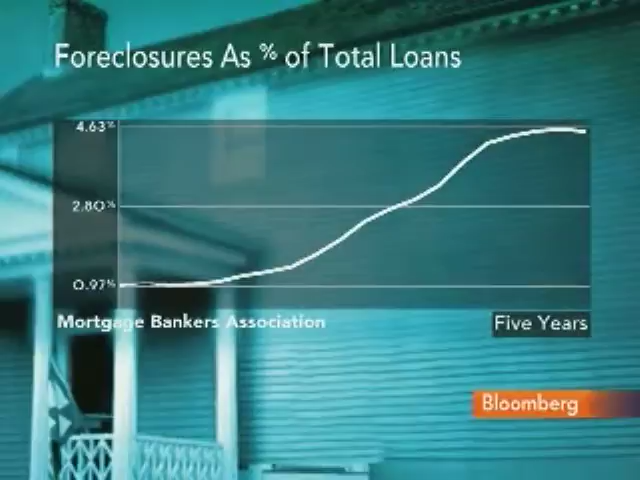 Foreclosures As % of Total Loans
4.63%
2.80%
0.97%
Mortgage Bankers Association
Five Years
Bloomberg